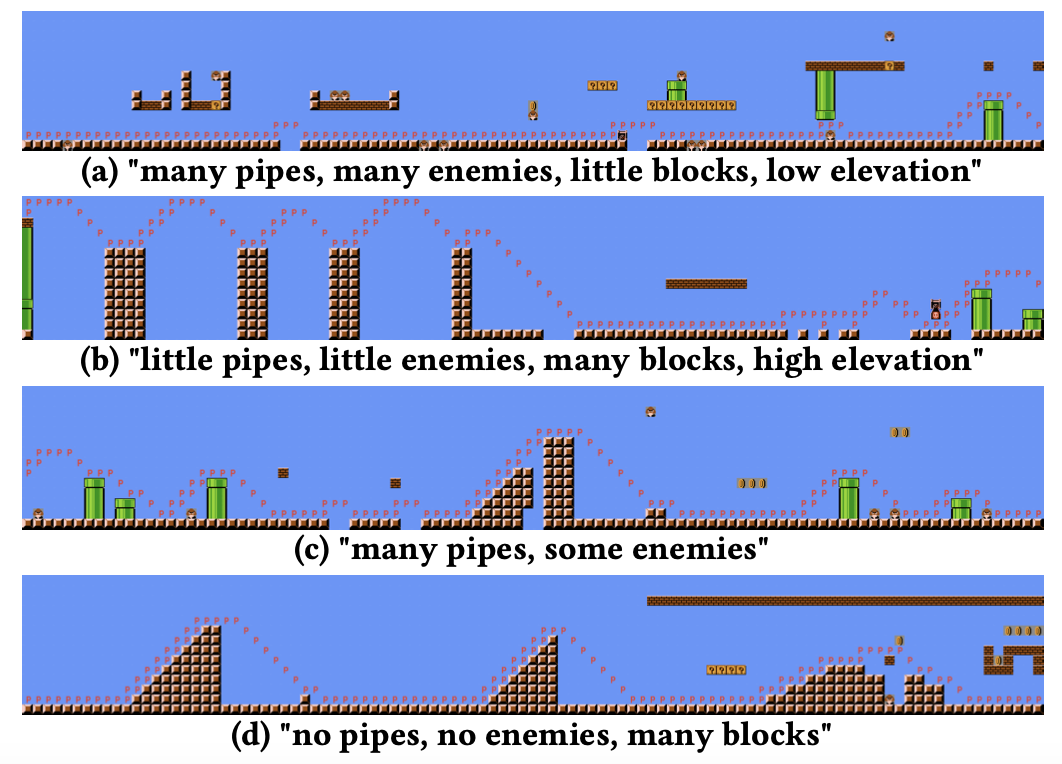 (a) "many pipes, many enemies, little blocks, low elevation"
(b) "little pipes, little enemies, many blocks, high elevation"
(c) "many pipes, some enemies"
(d) "no pipes, no enemies, many blocks"